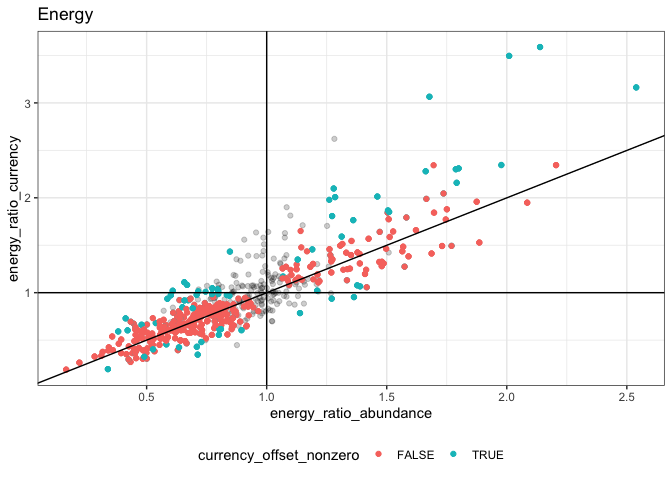 Energy
3
2
1
energy_ratio_currency
0.5 1.0 1.5 2.0 2.5
energy_ratio_abundance
currency_offset_nonzero FALSE TRUE